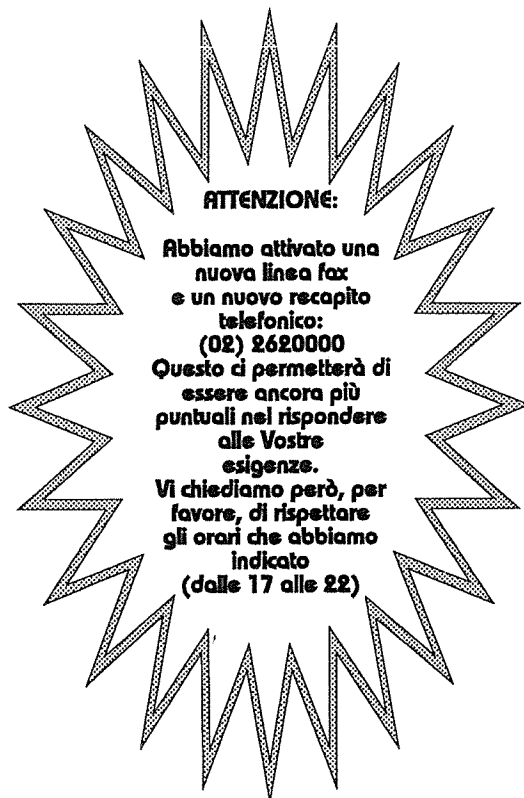 ATTENZIONE:
Abbiamo attivato una
nuova linea fax
e un nuovo recapito
telefonico:
(02) 2620000
Questo ci permetterà di
essere ancora più
puntuali nel rispondere
alle Vostre
esigenze.
Vi chiediamo però, per
favore, di rispettare
gli orari che abbiamo
indicato
(dalle 17 alle 22)